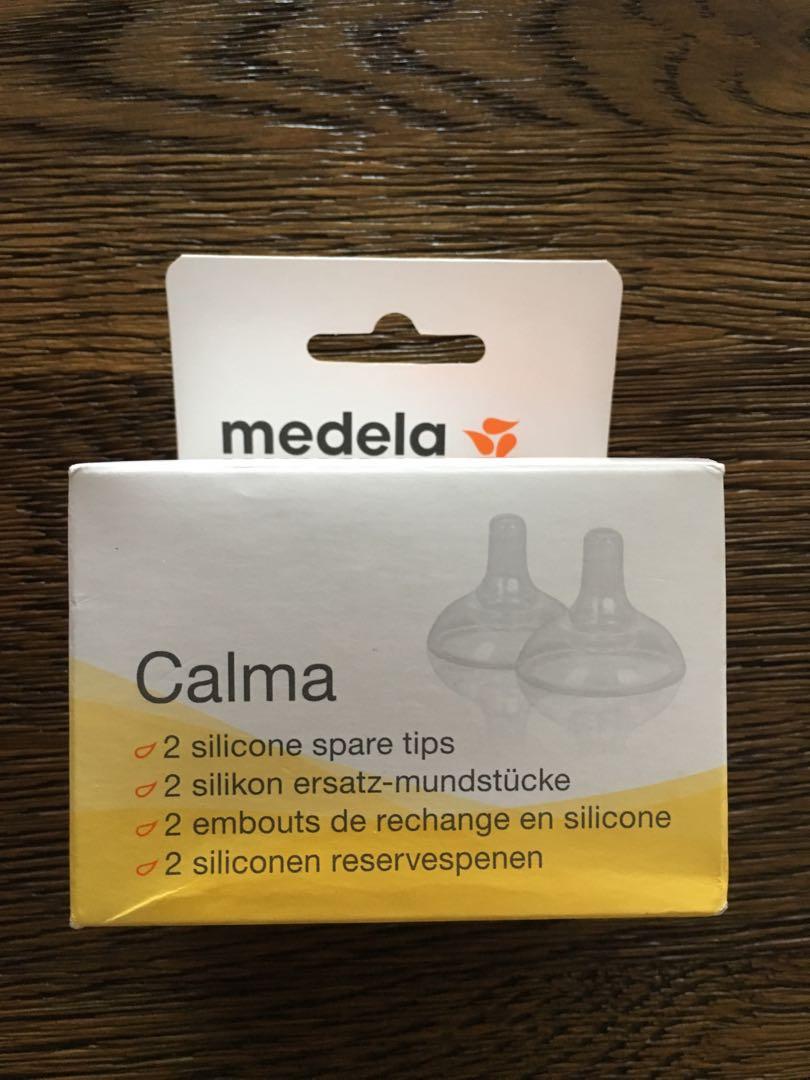 medela
Calma
2 silicone spare tips
2 silikon ersatz-mundstücke
2 embouts de rechange en silicone
2 siliconen reservespenen